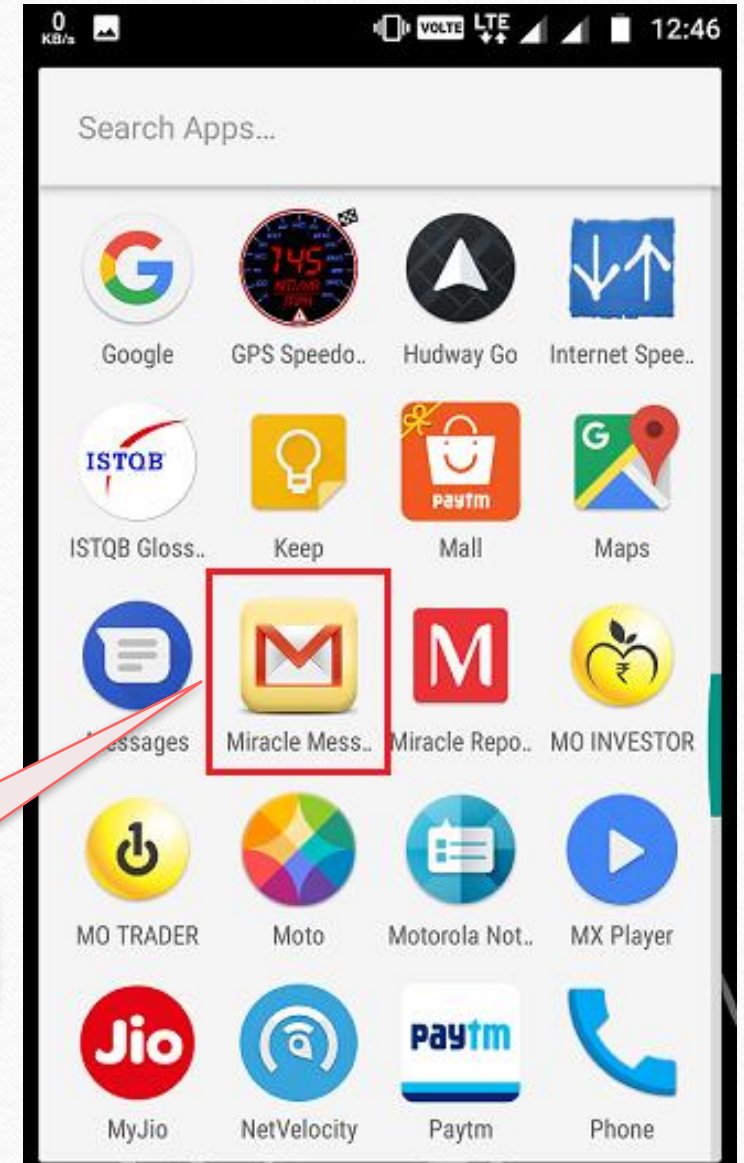 0
KB/s
VOLTE LTE 12:46
Search Apps...
G
145
G
ISTQB
paytm
Google GPS Speedo.. Hudway Go Internet Spee..
ISTQB Gloss.. Keep Mall Maps
M
₹
Messages Miracle Mess.. Miracle Repo.. MO INVESTOR
MO TRADER Moto Motorola Not.. MX Player
Jio
paytm
MyJio NetVelocity Paytm Phone